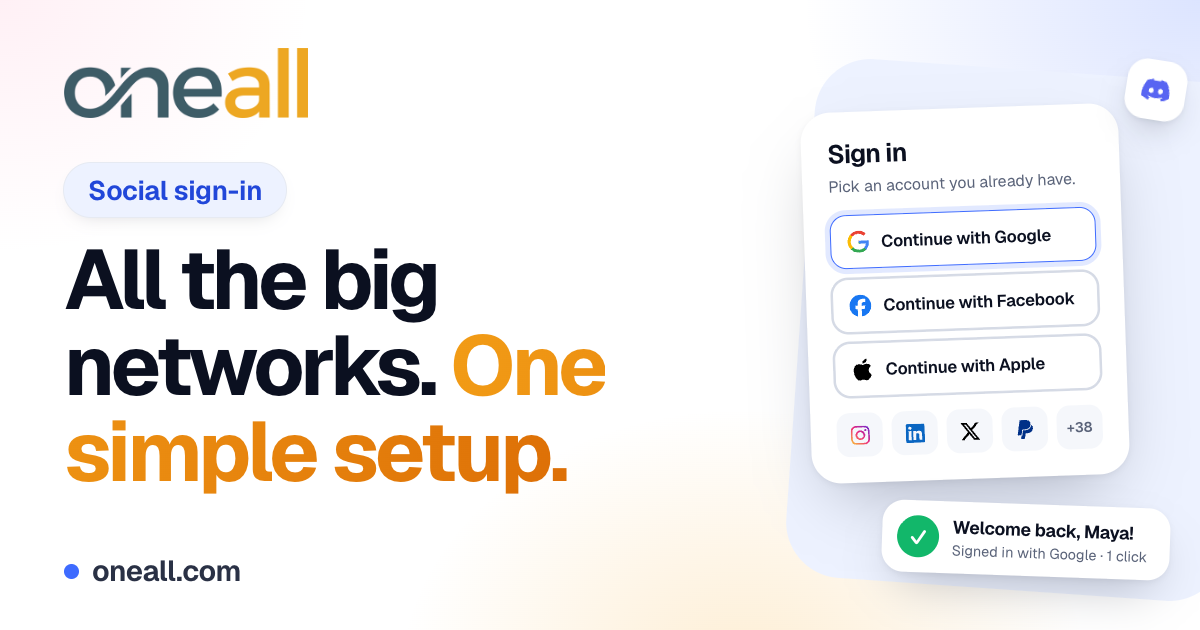 oneall
Social sign-in
All the big
networks. One
simple setup.
oneall.com
Sign in
Pick an account you already have.
Continue with Google
Continue with Facebook
Continue with Apple
in
+38
Welcome back, Maya!
Signed in with Google · 1 click